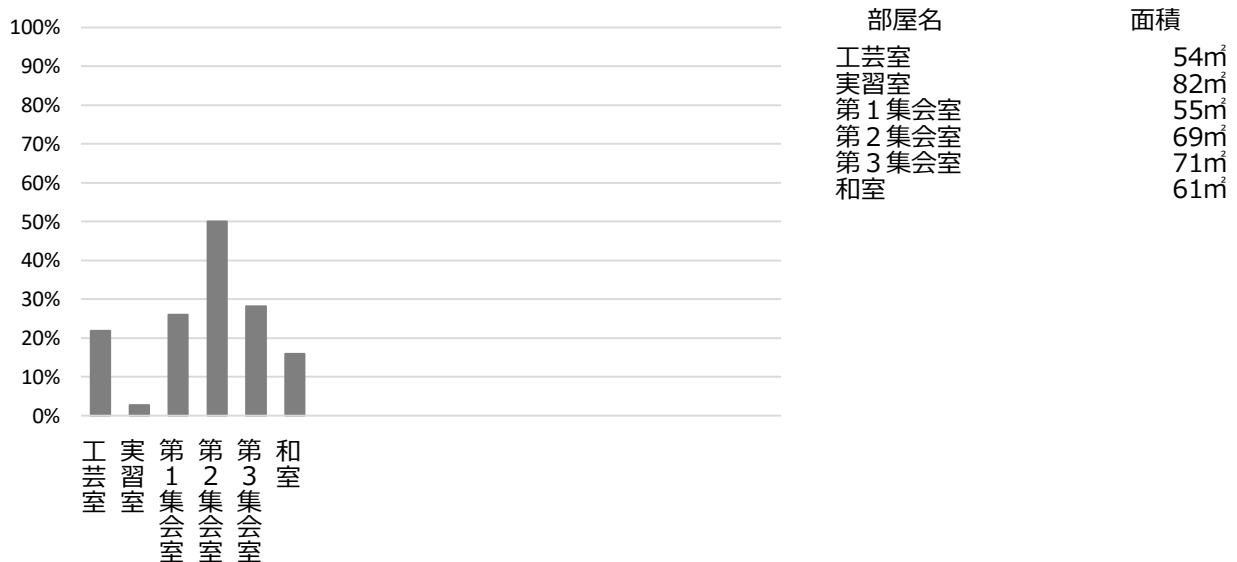 100%
90%
80%
70%
60%
50%
40%
30%
20%
10%
0%
工芸室
実習室
第1集会室
第2集会室
第3集会室
和室
部屋名 面積
工芸室 54㎡
実習室 82㎡
第1集会室 55㎡
第2集会室 69㎡
第3集会室 71㎡
和室 61㎡